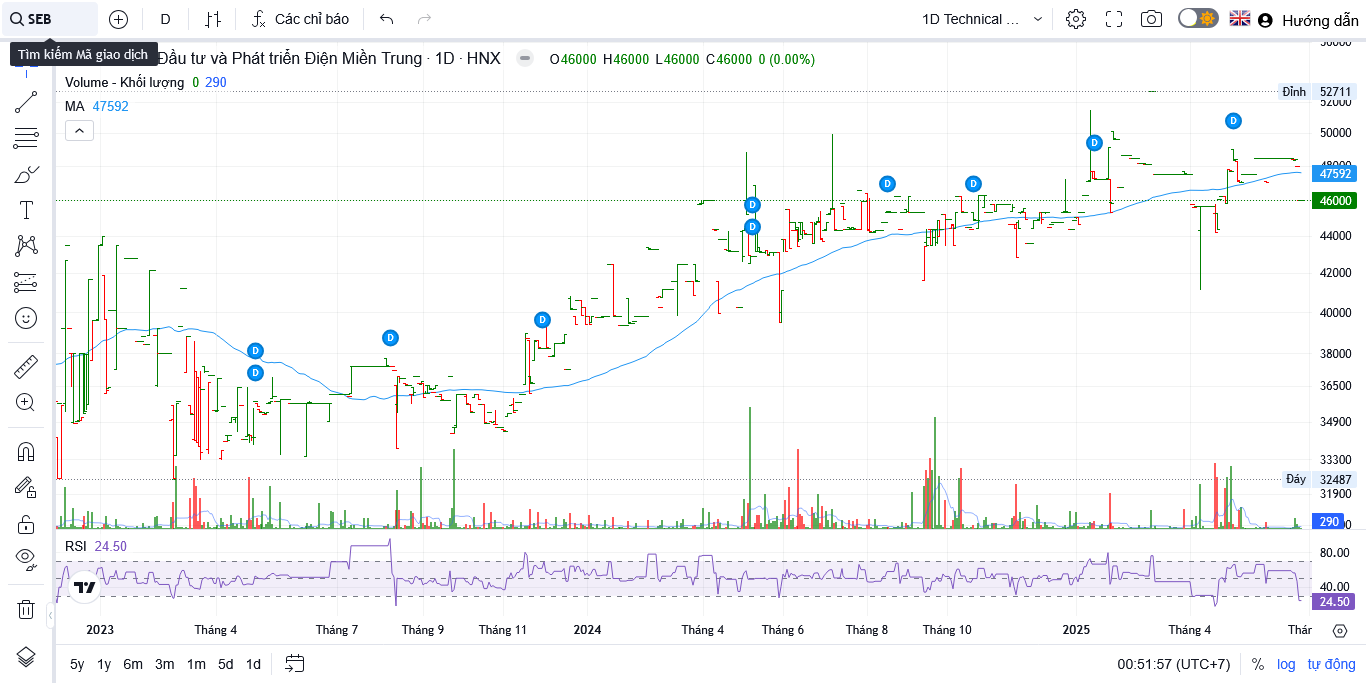 SEB
D
Các chỉ báo
1D Technical ...
Hướng dẫn
Tìm kiếm Mã giao dịch
Đầu tư và Phát triển Điện Miền Trung · 1D · HNX
O46000 H46000 L46000 C46000 0 (0.00%)
Volume - Khối lượng 0 290
MA 47592
Đỉnh 52711
52000
50000
48000
47592
46000
44000
42000
40000
38000
36500
34900
33300
Đáy 32487
31900
290
D
D
D
D
D
D
D
D
D
D
RSI 24.50
80.00
40.00
24.50
2023
Tháng 4
Tháng 7
Tháng 9
Tháng 11
2024
Tháng 4
Tháng 6
Tháng 8
Tháng 10
2025
Tháng 4
Thár
5y 1y 6m 3m 1m 5d 1d
00:51:57 (UTC+7)
%
log
tự động